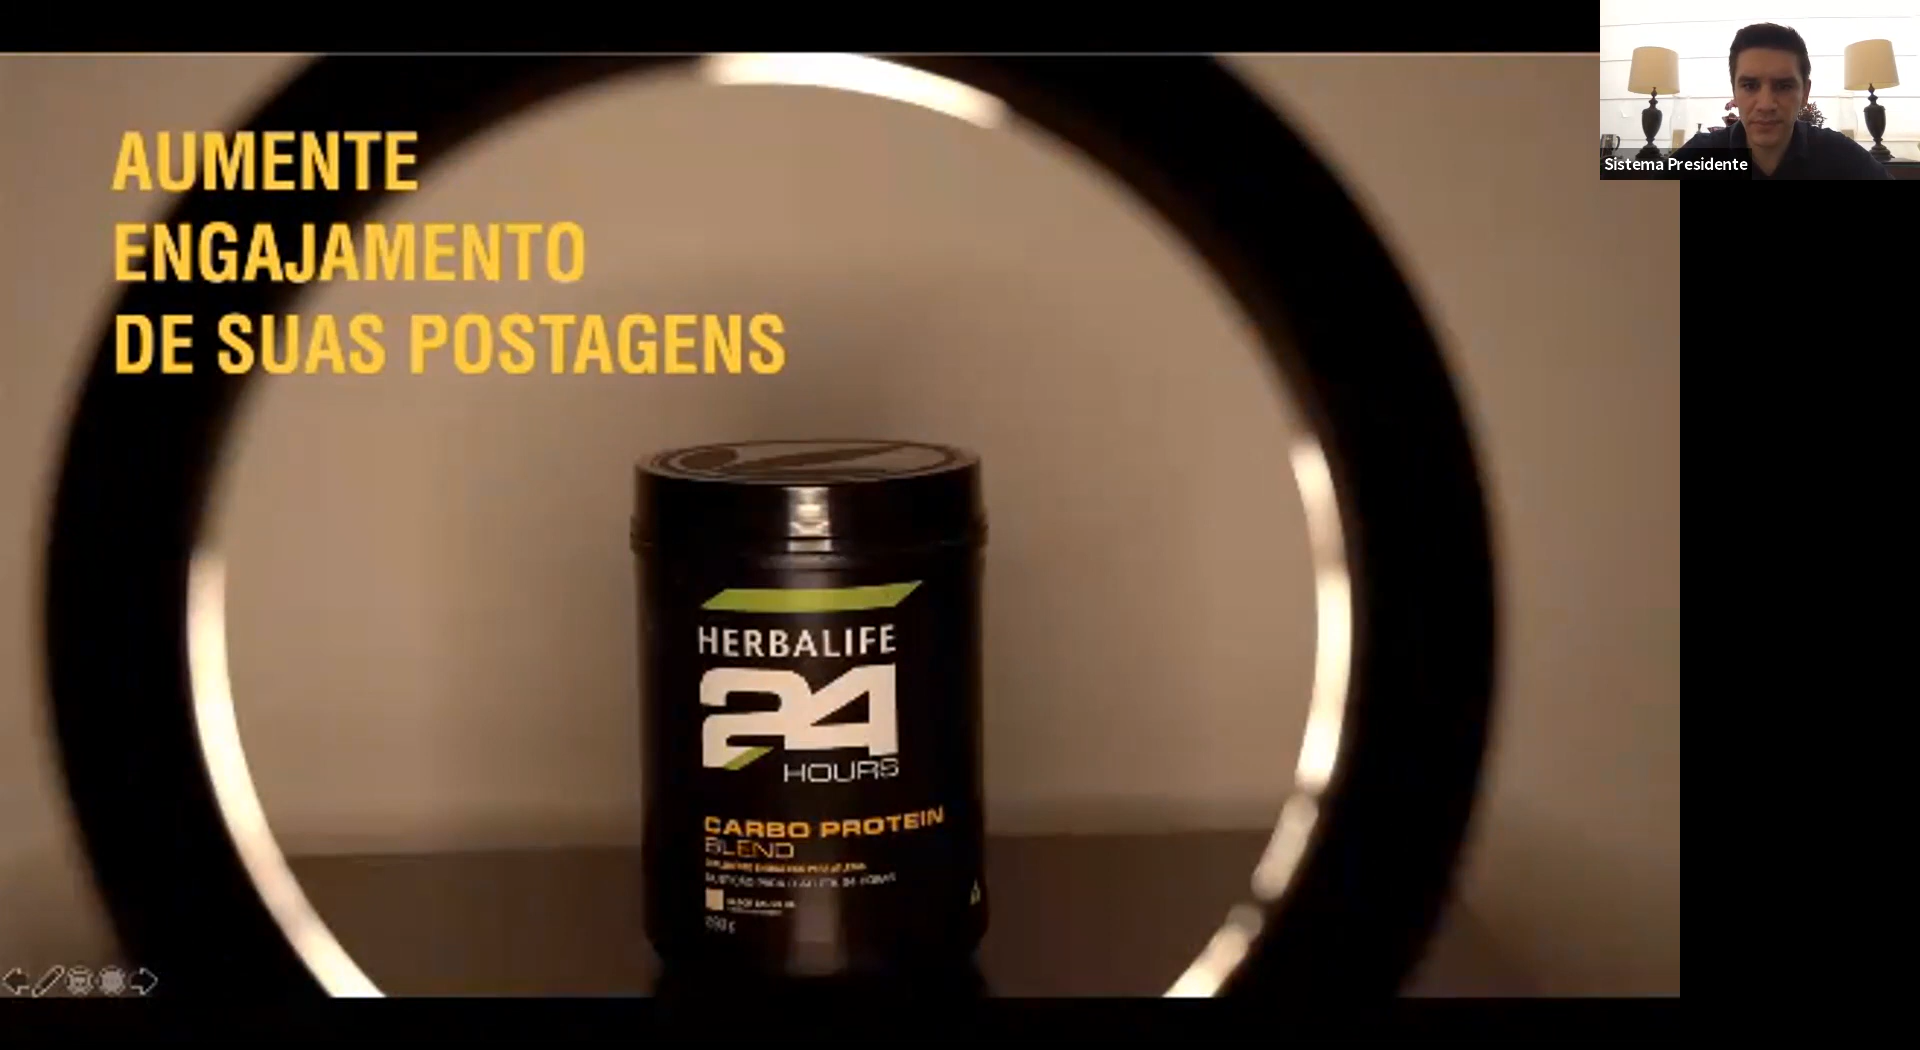 AUMENTE
ENGAJAMENTO
DE SUAS POSTAGENS
Sistema Presidente
HERBALIFE
24
HOURS
CARBO PROTEIN
BLEND